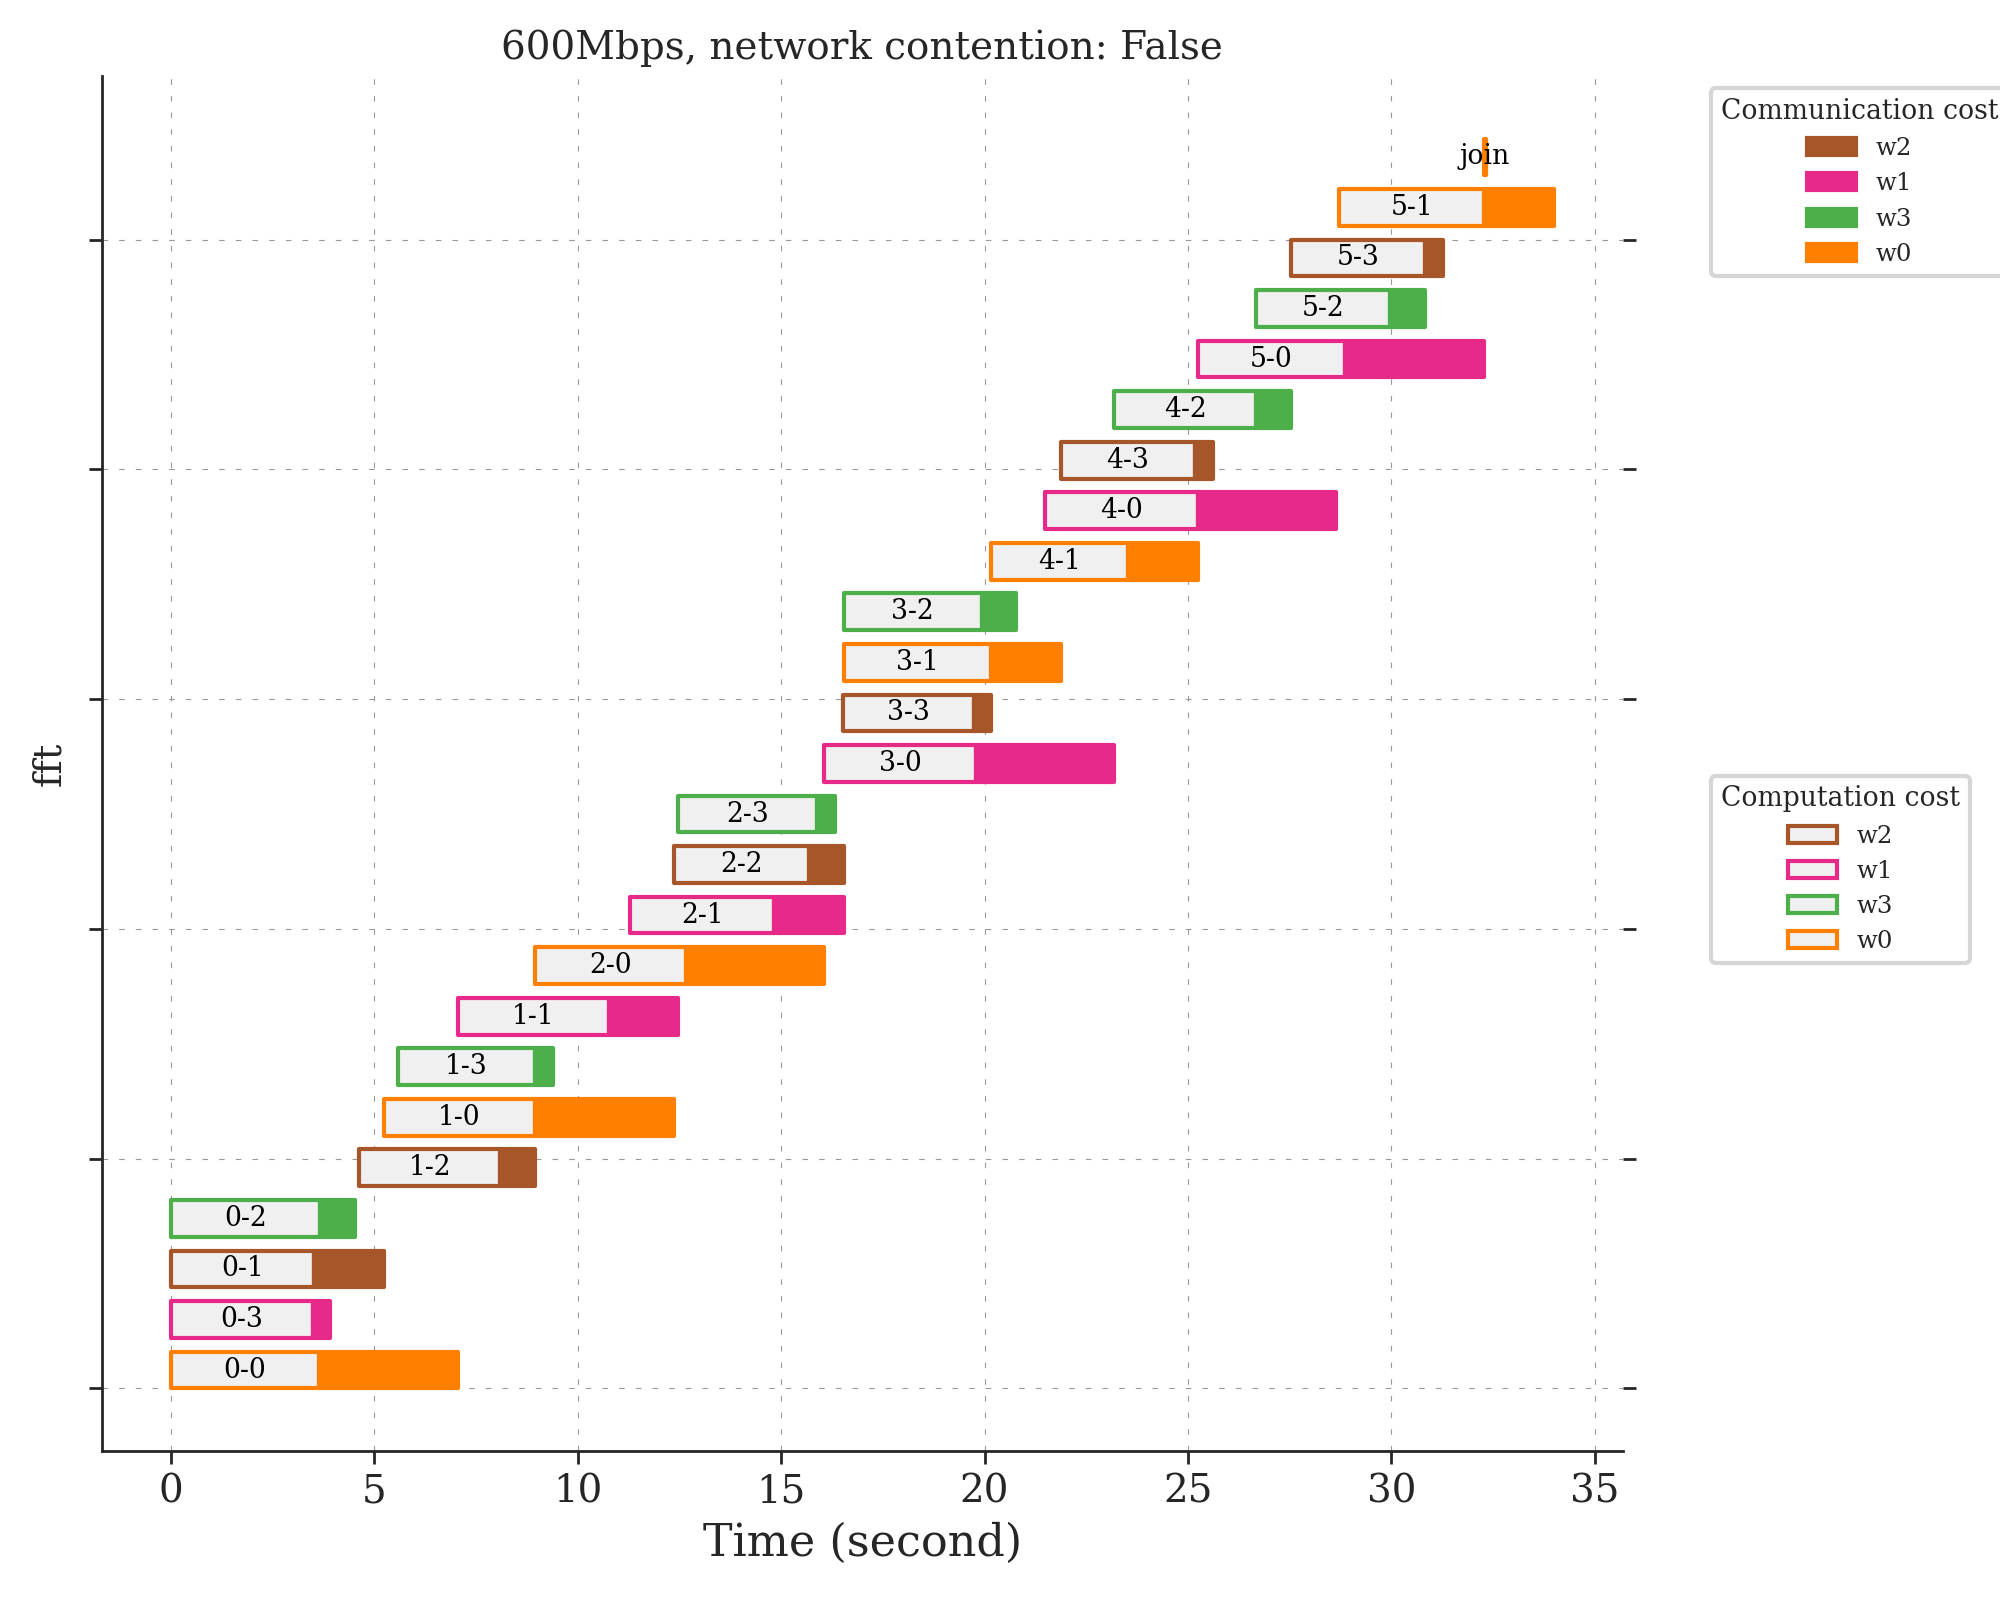 600Mbps, network contention: False
join
5-1
5-3
5-2
5-0
4-2
4-3
4-0
4-1
3-2
3-1
3-3
3-0
2-3
2-2
2-1
2-0
1-1
1-3
1-0
1-2
0-2
0-1
0-3
0-0
fft
0 5 10 15 20 25 30 35
Time (second)
Communication cost
w2
w1
w3
w0
Computation cost
w2
w1
w3
w0